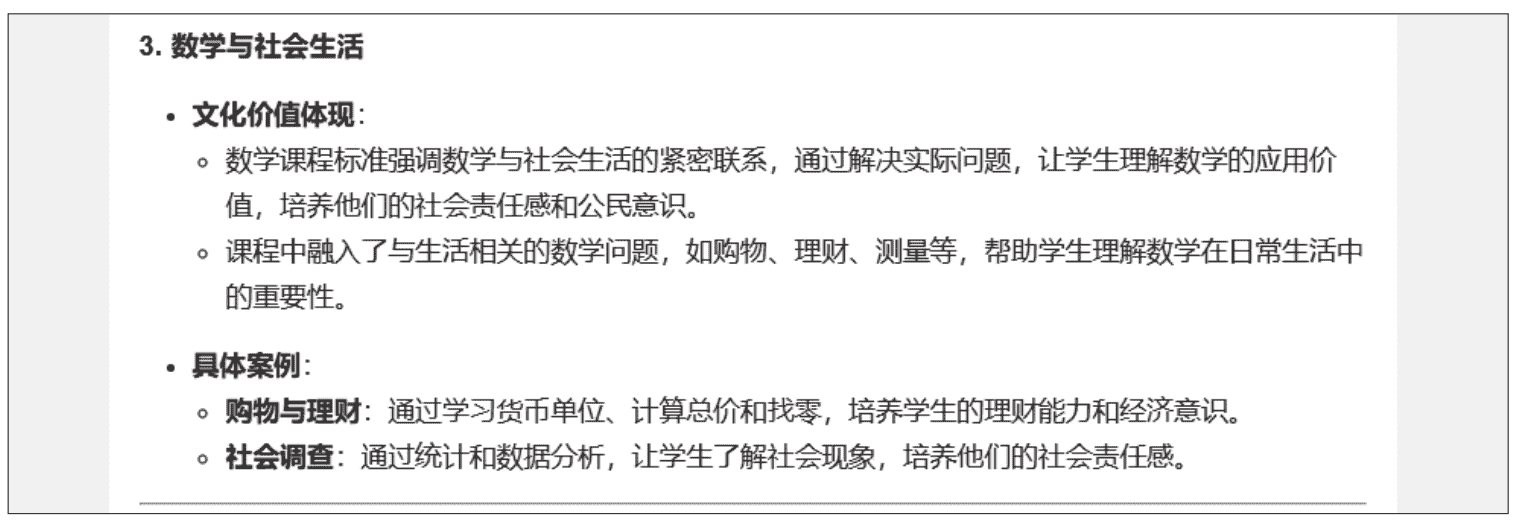 3. 数学与社会生活
• 文化价值体现：
◦ 数学课程标准强调数学与社会生活的紧密联系，通过解决实际问题，让学生理解数学的应用价
值，培养他们的社会责任感和公民意识。
◦ 课程中融入了与生活相关的数学问题，如购物、理财、测量等，帮助学生理解数学在日常生活中
的重要性。
• 具体案例：
◦ 购物与理财：通过学习货币单位、计算总价和找零，培养学生的理财能力和经济意识。
◦ 社会调查：通过统计和数据分析，让学生了解社会现象，培养他们的社会责任感。